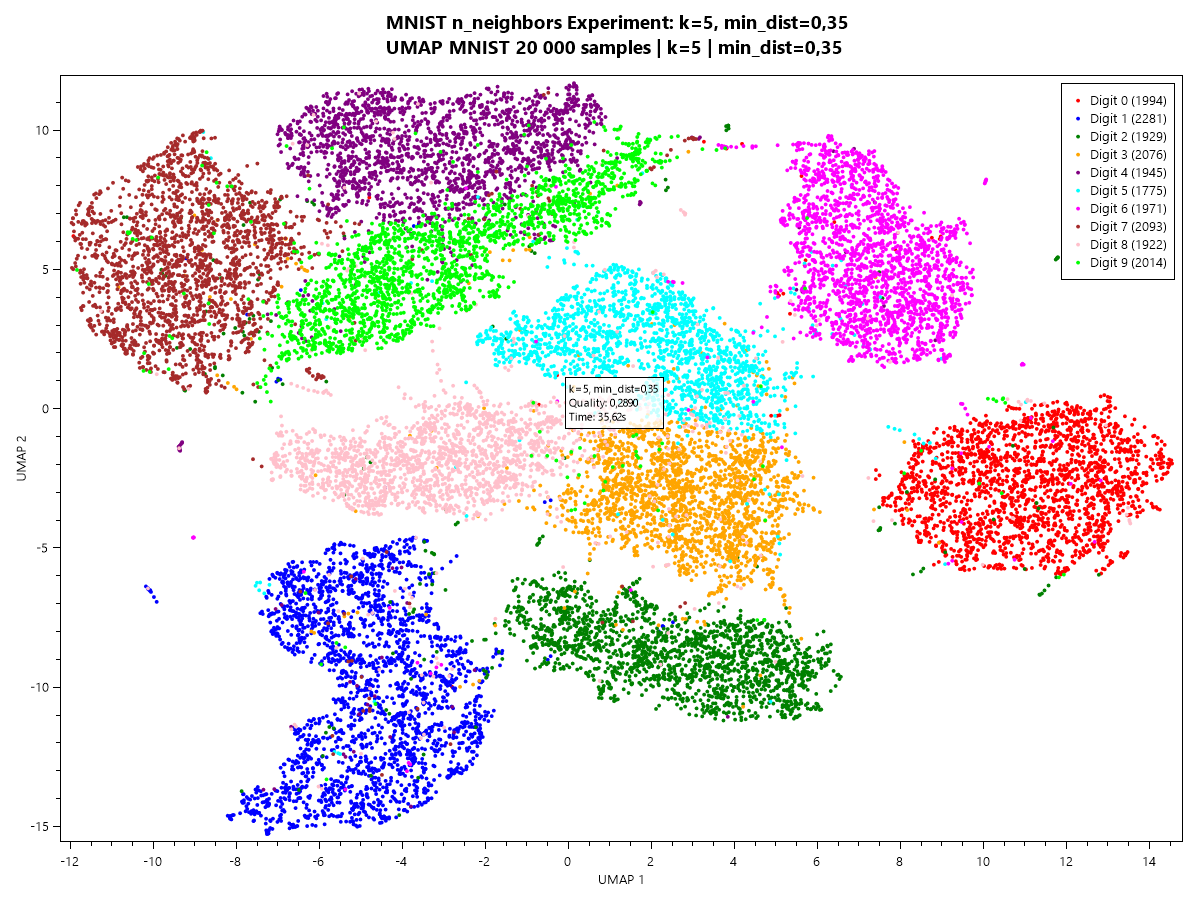 MNIST n_neighbors Experiment: k=5, min_dist=0,35
UMAP MNIST 20 000 samples | k=5 | min_dist=0,35
Digit 0 (1994)
Digit 1 (2281)
Digit 2 (1929)
Digit 3 (2076)
Digit 4 (1945)
Digit 5 (1775)
Digit 6 (1971)
Digit 7 (2093)
Digit 8 (1922)
Digit 9 (2014)
10
5
0
-5
-10
-15
UMAP 2
k=5, min_dist=0,35
Quality: 0,2890
Time: 35,62s
-12 -10 -8 -6 -4 -2 0 2 4 6 8 10 12 14
UMAP 1